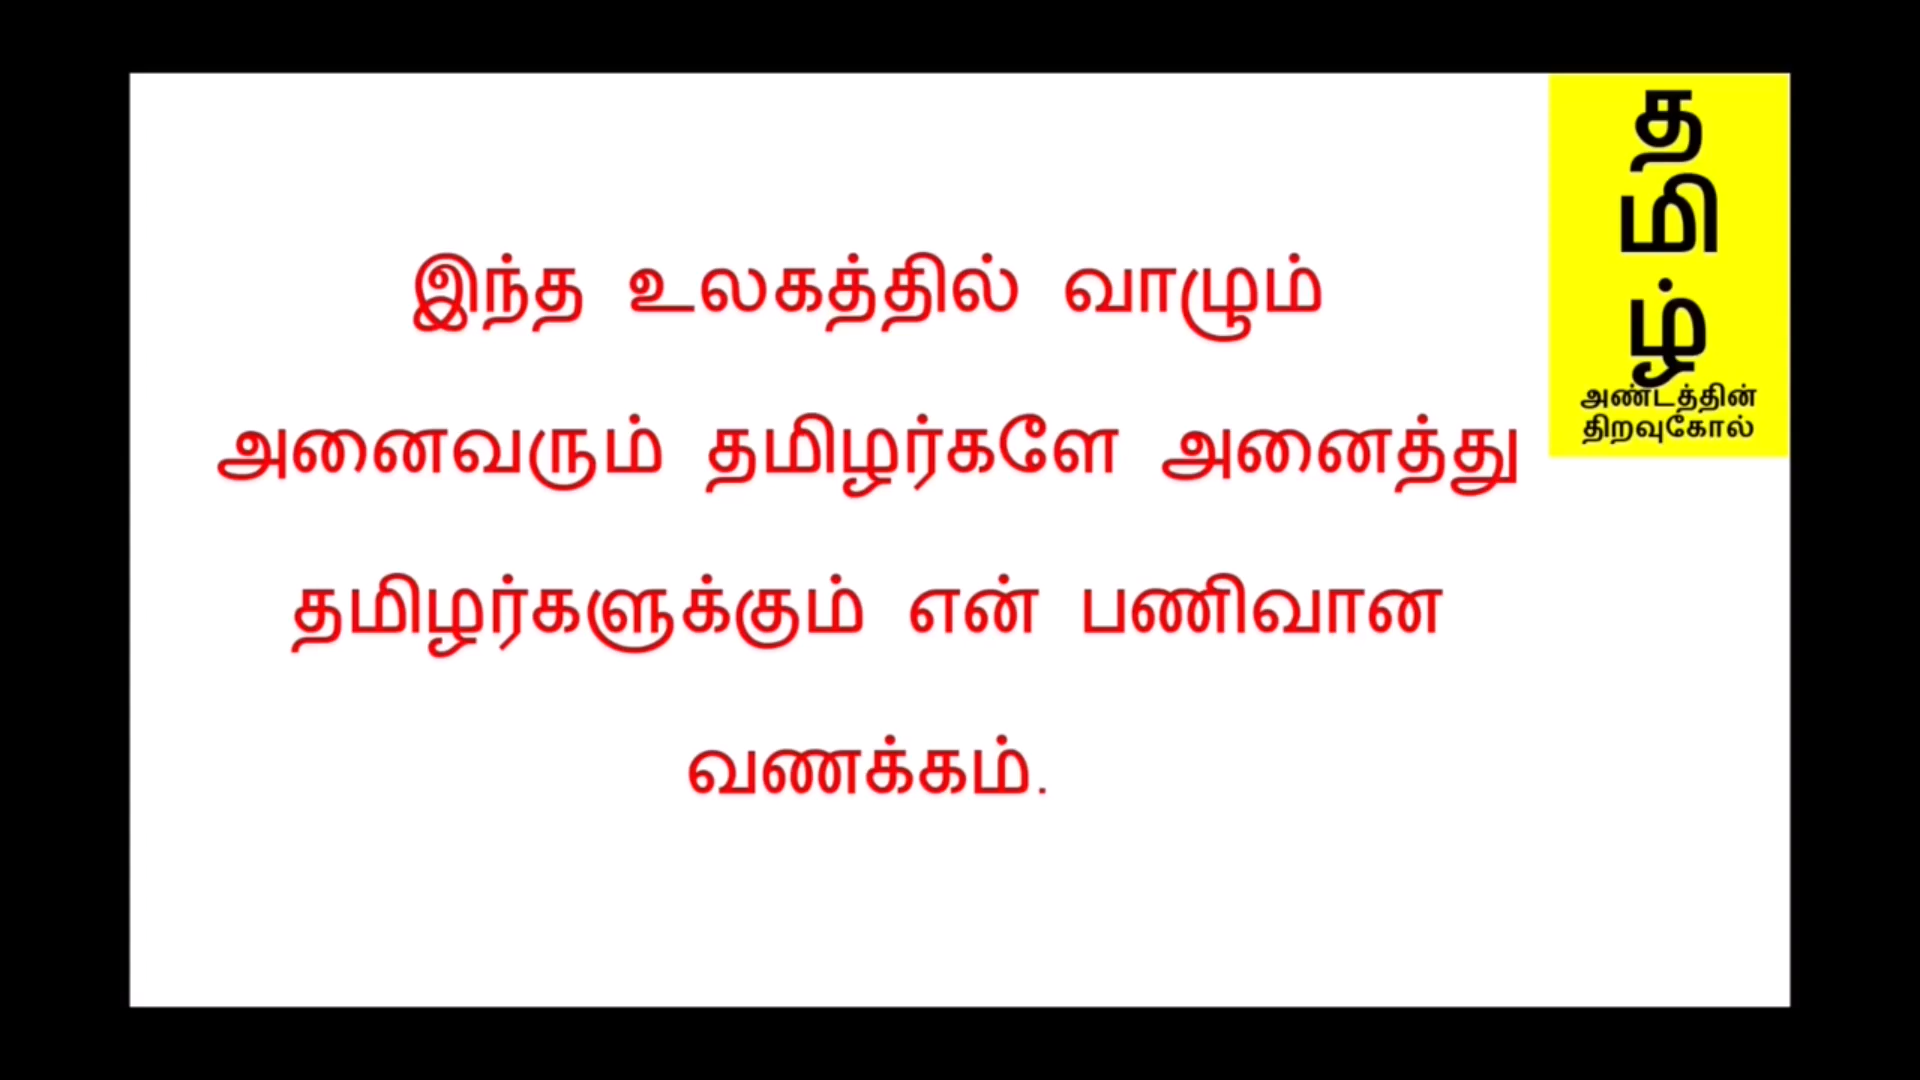 இந்த உலகத்தில் வாழும்
அனைவரும் தமிழர்களே அனைத்து
தமிழர்களுக்கும் என் பணிவான
வணக்கம்.
த
மி
ழ்
அண்டத்தின்
திறவுகோல்